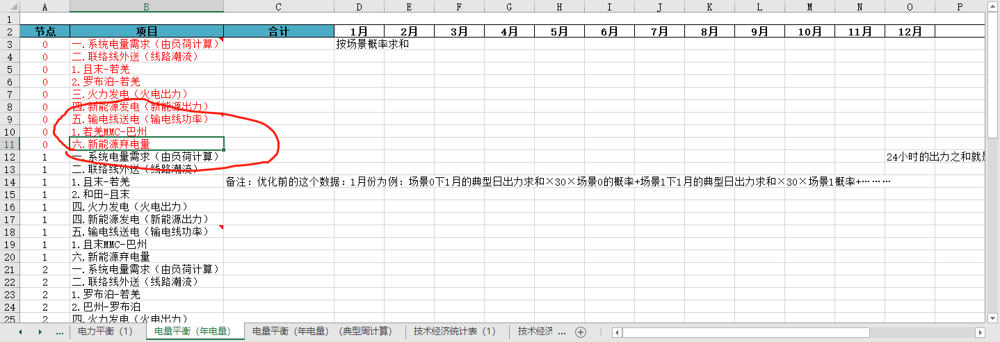 A B C D E F G H I J K L M N O P
1
2 节点 项目 合计 1月 2月 3月 4月 5月 6月 7月 8月 9月 10月 11月 12月
3 0 一.系统电量需求（由负荷计算） 按场景概率求和
4 0 二.联络线外送（线路潮流）
5 0 1.且末-若羌
6 0 2.罗布泊-若羌
7 0 三.火力发电（火电出力）
8 0 四.新能源发电（新能源出力）
9 0 五.输电线送电（输电线功率）
10 0 1.若羌MMC-巴州
11 0 六.新能源弃电量
12 1 一.系统电量需求（由负荷计算） 24小时的出力之和就是
13 1 二.联络线外送（线路潮流）
14 1 1.且末-若羌 备注：优化前的这个数据：1月份为例：场景0下1月的典型日出力求和×30×场景0的概率+场景1下1月的典型日出力求和×30×场景1概率+………
15 1 2.和田-且末
16 1 四.火力发电（火电出力）
17 1 四.新能源发电（新能源出力）
18 1 五.输电线送电（输电线功率）
19 1 1.且末MMC-巴州
20 1 六.新能源弃电量
21 2 一.系统电量需求（由负荷计算）
22 2 二.联络线外送（线路潮流）
23 2 1.罗布泊-若羌
24 2 2.巴州-罗布泊
25 2 四.火力发电（火电出力）
... 电力平衡（1） 电量平衡（年电量） 电量平衡（年电量）（典型周计算） 技术经济统计表（1） 技术经济 ...